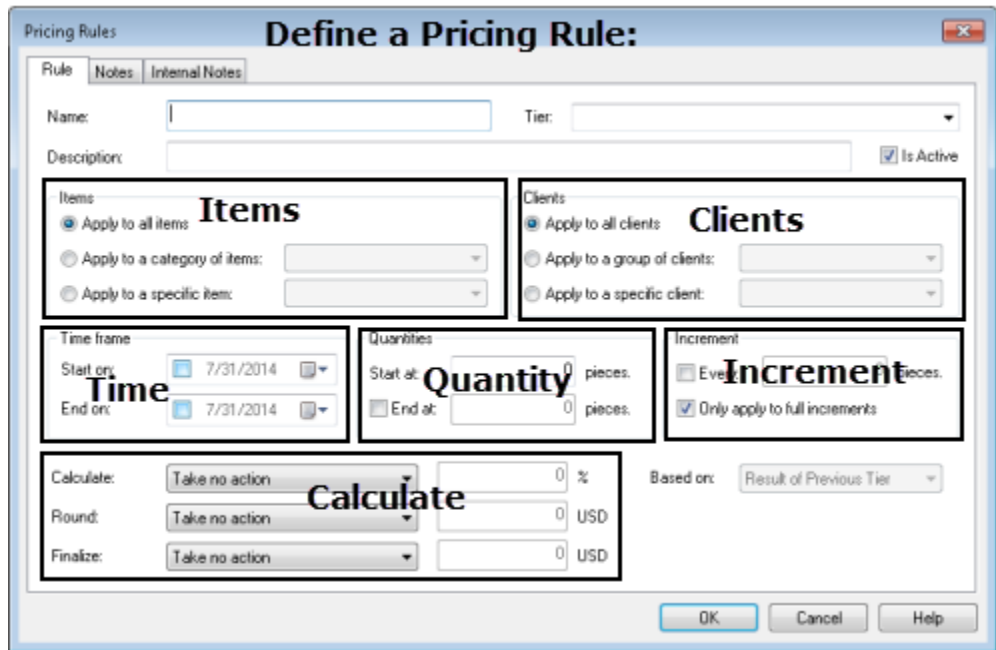 Pricing Rules
Define a Pricing Rule:
Rule Notes Internal Notes
Name: Tier:
Description: Is Active
Items
Apply to all items
Items
Apply to a category of items:
Apply to a specific item:
Clients
Apply to all clients
Clients
Apply to a group of clients:
Apply to a specific client:
Time frame
Start on: 7/31/2014
Time
End on: 7/31/2014
Quantities
Start at: 0 pieces.
Quantity
End at: 0 pieces.
Increment
Every pieces.
Increment
Only apply to full increments
Calculate: Take no action 0 % Based on: Result of Previous Tier
Calculate
Round: Take no action 0 USD
Finalize: Take no action 0 USD
OK Cancel Help